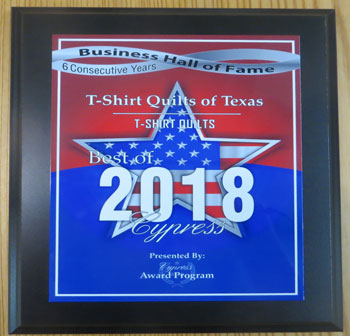 Business Hall of Fame
6 Consecutive Years
T-Shirt Quilts of Texas
T-SHIRT QUILTS
Best of
2018
Cypress
Presented By:
Cypress
Award Program